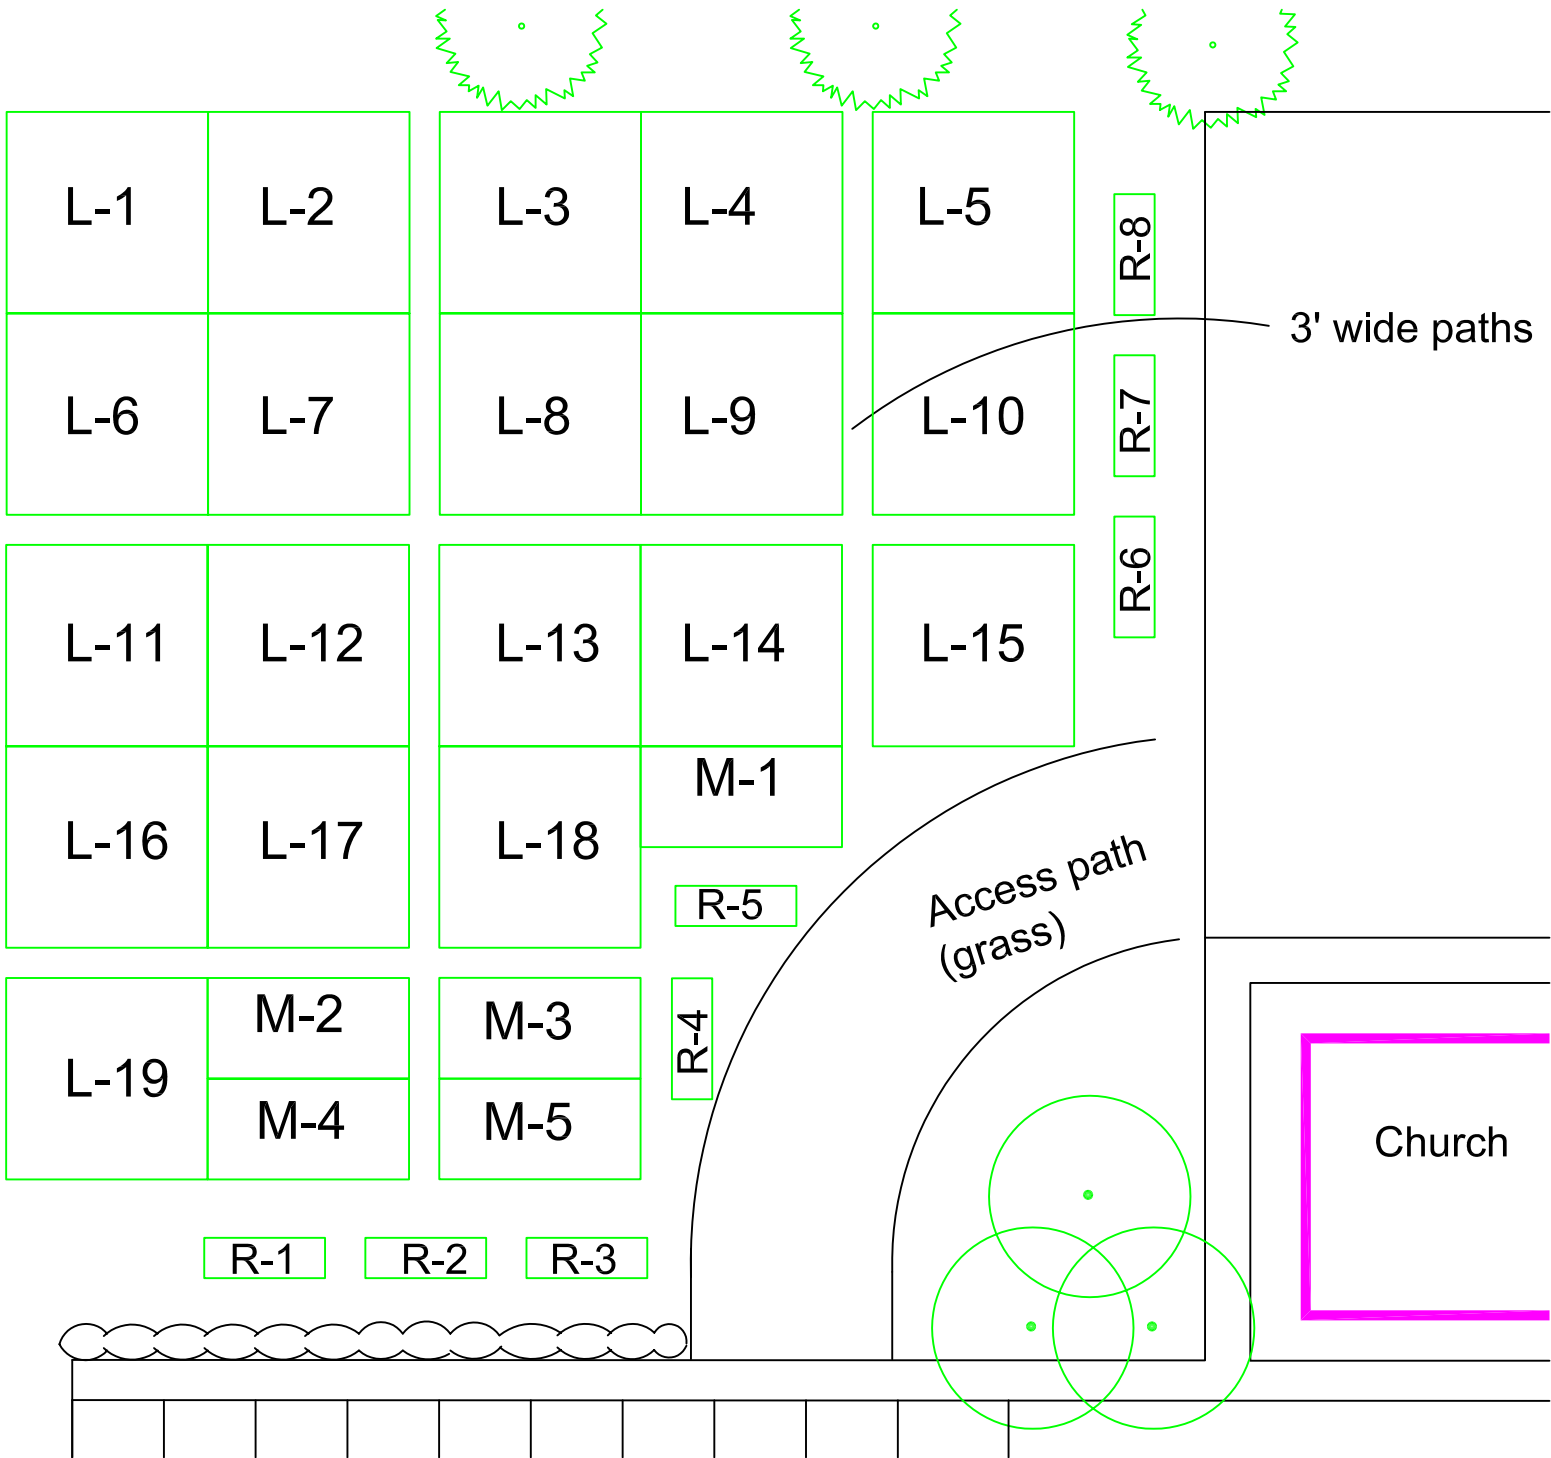 L-1
L-2
L-3
L-4
L-5
R-8
L-6
L-7
L-8
L-9
L-10
R-7
3' wide paths
L-11
L-12
L-13
L-14
L-15
R-6
L-16
L-17
L-18
M-1
R-5
Access path
(grass)
L-19
M-2
M-3
R-4
M-4
M-5
Church
R-1
R-2
R-3